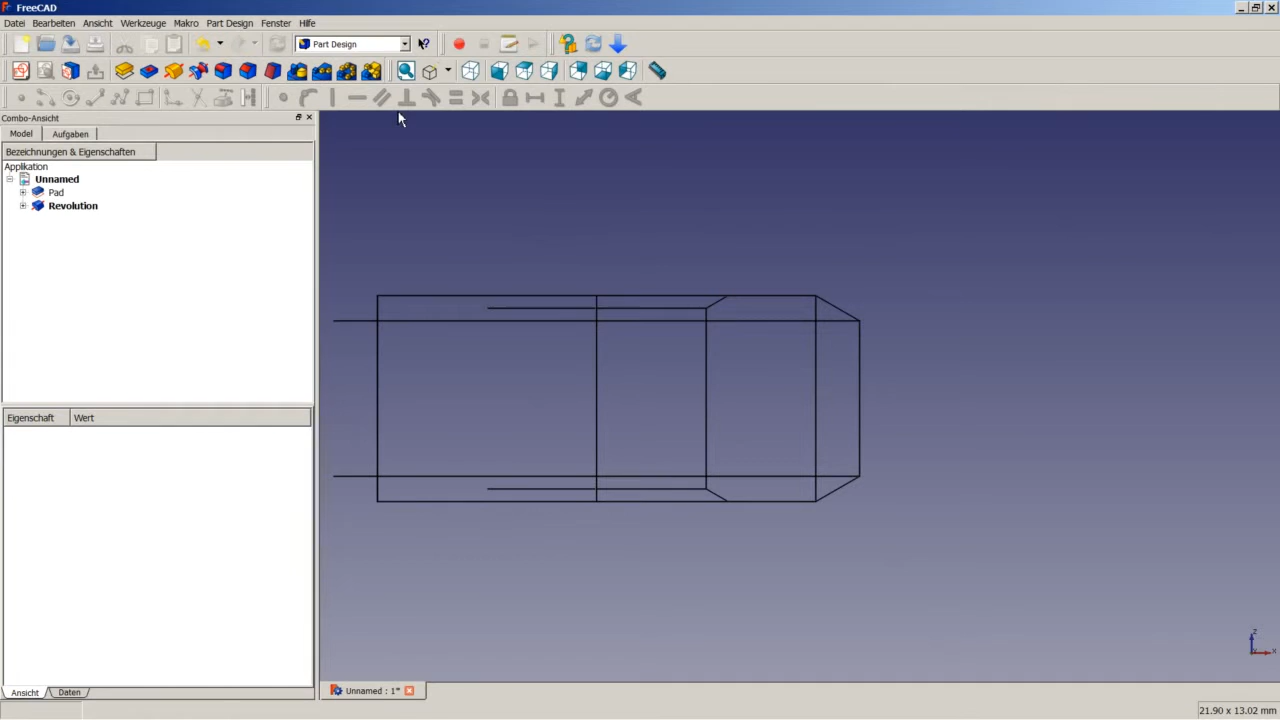 FreeCAD
Datei Bearbeiten Ansicht Werkzeuge Makro Part Design Fenster Hilfe
Part Design
Combo-Ansicht
Model Aufgaben
Bezeichnungen & Eigenschaften
Applikation
Unnamed
Pad
Revolution
Eigenschaft Wert
Ansicht Daten
Unnamed : 1*
z
x
21.90 x 13.02 mm